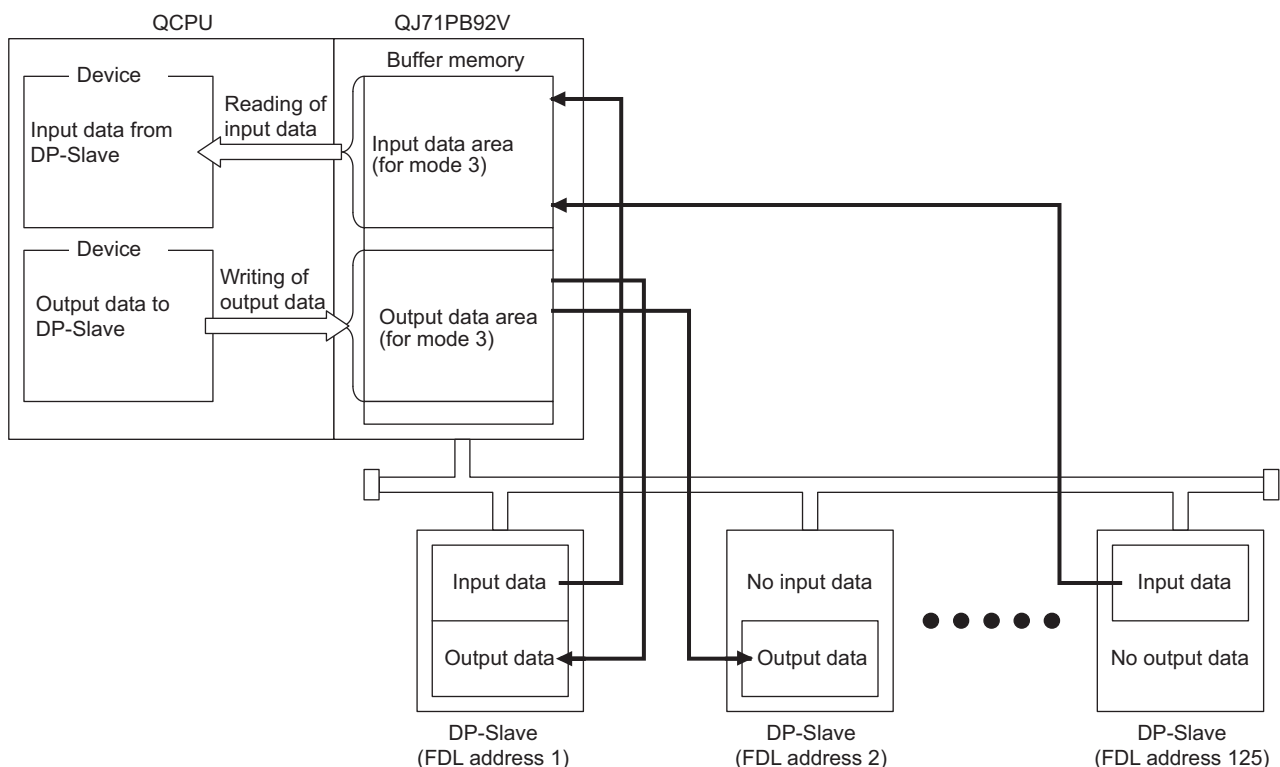 QCPU
QJ71PB92V
Buffer memory
Device
Input data from
DP-Slave
Reading of
input data
Input data area
(for mode 3)
Device
Output data to
DP-Slave
Writing of
output data
Output data area
(for mode 3)
Input data
Output data
DP-Slave
(FDL address 1)
No input data
Output data
DP-Slave
(FDL address 2)
Input data
No output data
DP-Slave
(FDL address 125)